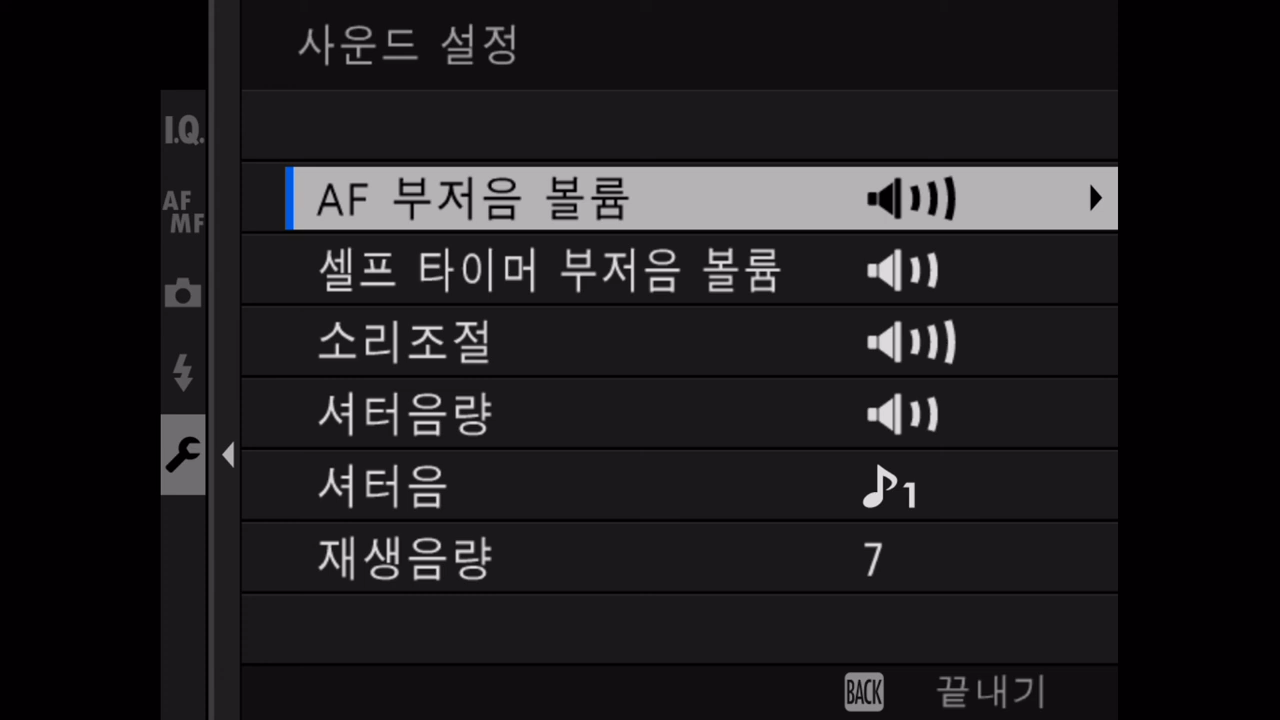 사운드 설정
I.Q.
AF 부저음 볼륨
AF
MF
셀프 타이머 부저음 볼륨
소리조절
셔터음량
셔터음 1
재생음량 7
BACK 끝내기